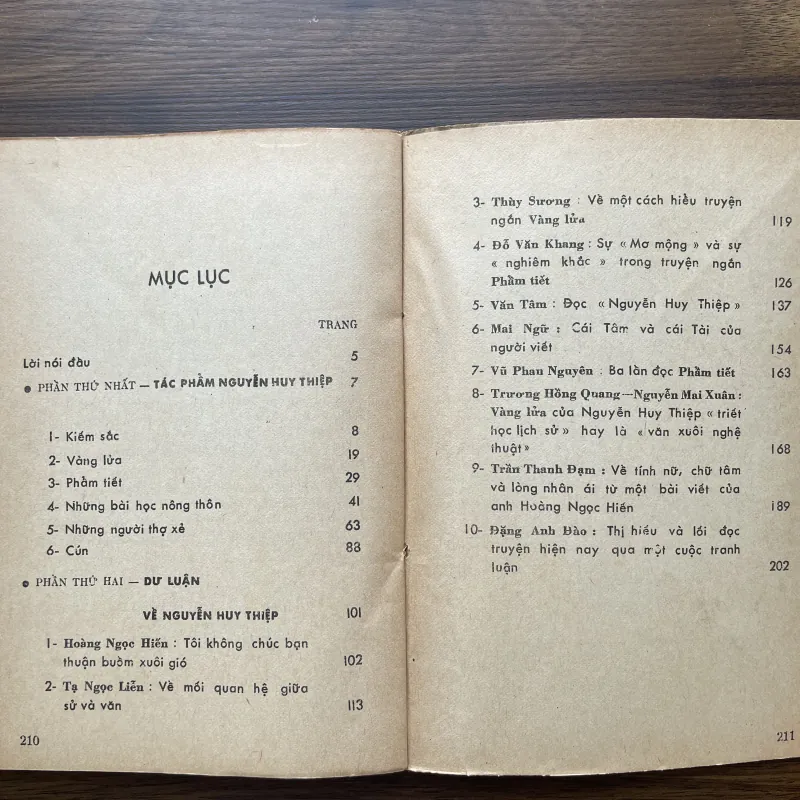 MỤC LỤC
TRANG
Lời nói đầu 5
● PHẦN THỨ NHẤT — TÁC PHẨM NGUYỄN HUY THIỆP 7
1- Kiếm sắc 8
2- Vàng lửa 19
3- Phẩm tiết 29
4- Những bài học nông thôn 41
5- Những người thợ xẻ 63
6- Cún 88
● PHẦN THỨ HAI — DƯ LUẬN
VỀ NGUYỄN HUY THIỆP 101
1- Hoàng Ngọc Hiến : Tôi không chúc bạn
thuận buồm xuôi gió 102
2- Tạ Ngọc Liễn : Về mối quan hệ giữa
sử và văn 113
210
3- Thùy Sương : Về một cách hiểu truyện
ngắn Vàng lửa 119
4- Đỗ Văn Khang : Sự « Mơ mộng » và sự
« nghiêm khắc » trong truyện ngắn
Phẩm tiết 126
5- Văn Tâm : Đọc « Nguyễn Huy Thiệp » 137
6- Mai Ngữ : Cái Tâm và cái Tài của
người viết 154
7- Vũ Phan Nguyên : Ba lần đọc Phẩm tiết 163
8- Trương Hồng Quang—Nguyễn Mai Xuân :
Vàng lửa của Nguyễn Huy Thiệp « triết
học lịch sử » hay là « văn xuôi nghệ
thuật» 168
9- Trần Thanh Đạm : Về tính nữ, chữ tâm
và lòng nhân ái từ một bài viết của
anh Hoàng Ngọc Hiến 189
10- Đặng Anh Đào : Thị hiếu và lối đọc
truyện hiện nay qua một cuộc tranh
luận 202
211